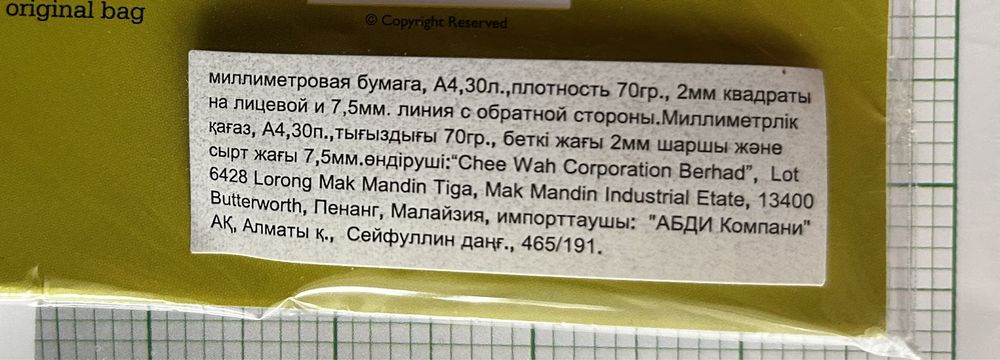 original bag
© Copyright Reserved
миллиметровая бумага, А4,30л.,плотность 70гр., 2мм квадраты
на лицевой и 7,5мм. линия с обратной стороны.Миллиметрлік
қағаз, А4,30п.,тығыздығы 70гр., беткі жағы 2мм шаршы және
сырт жағы 7,5мм.өндіруші:“Chee Wah Corporation Berhad”, Lot
6428 Lorong Mak Mandin Tiga, Mak Mandin Industrial Etate, 13400
Butterworth, Пенанг, Малайзия, импорттаушы: "АБДИ Компани"
АҚ, Алматы қ., Сейфуллин даңғ., 465/191.